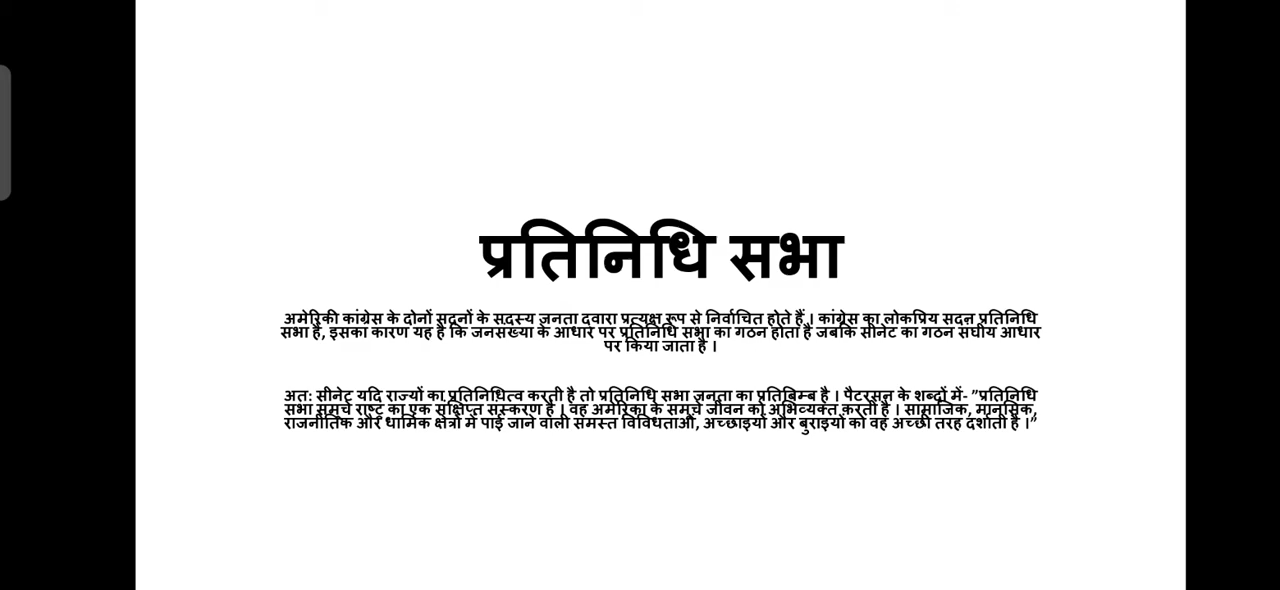 प्रतिनिधि सभा
अमेरिकी कांग्रेस के दोनों सदनों के सदस्य जनता द्वारा प्रत्यक्ष रूप से निर्वाचित होते हैं । कांग्रेस का लोकप्रिय सदन प्रतिनिधि
सभा है, इसका कारण यह है कि जनसंख्या के आधार पर प्रतिनिधि सभा का गठन होता है जबकि सीनेट का गठन संघीय आधार
पर किया जाता है ।
अत: सीनेट यदि राज्यों का प्रतिनिधित्व करती है तो प्रतिनिधि सभा जनता का प्रतिबिम्ब है । पैटरसन के शब्दों में- ”प्रतिनिधि
सभा समूचे राष्ट्र का एक संक्षिप्त संस्करण है । वह अमेरिका के समूचे जीवन को अभिव्यक्त करती है । सामाजिक, मानसिक,
राजनीतिक और धार्मिक क्षेत्रों में पाई जाने वाली समस्त विविधताओं, अच्छाइयों और बुराइयों को वह अच्छी तरह दर्शाती है ।”